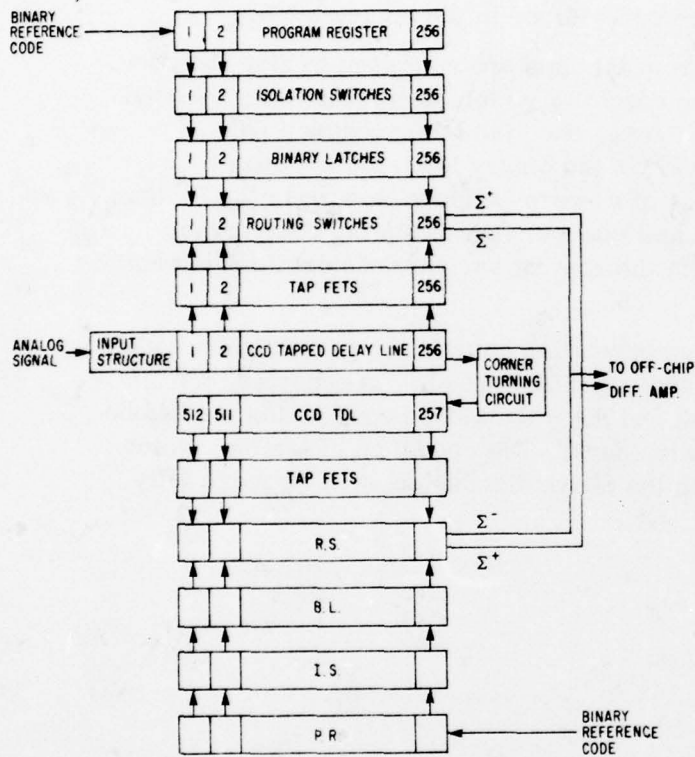 BINARY
REFERENCE
CODE
1 2 PROGRAM REGISTER 256
1 2 ISOLATION SWITCHES 256
1 2 BINARY LATCHES 256
1 2 ROUTING SWITCHES 256
Σ+
Σ-
1 2 TAP FETS 256
ANALOG
SIGNAL
INPUT
STRUCTURE
1 2 CCD TAPPED DELAY LINE 256
CORNER
TURNING
CIRCUIT
TO OFF-CHIP
DIFF. AMP.
512 511 CCD TDL 257
TAP FETS
R.S.
Σ-
Σ+
B.L.
I.S.
P R
BINARY
REFERENCE
CODE